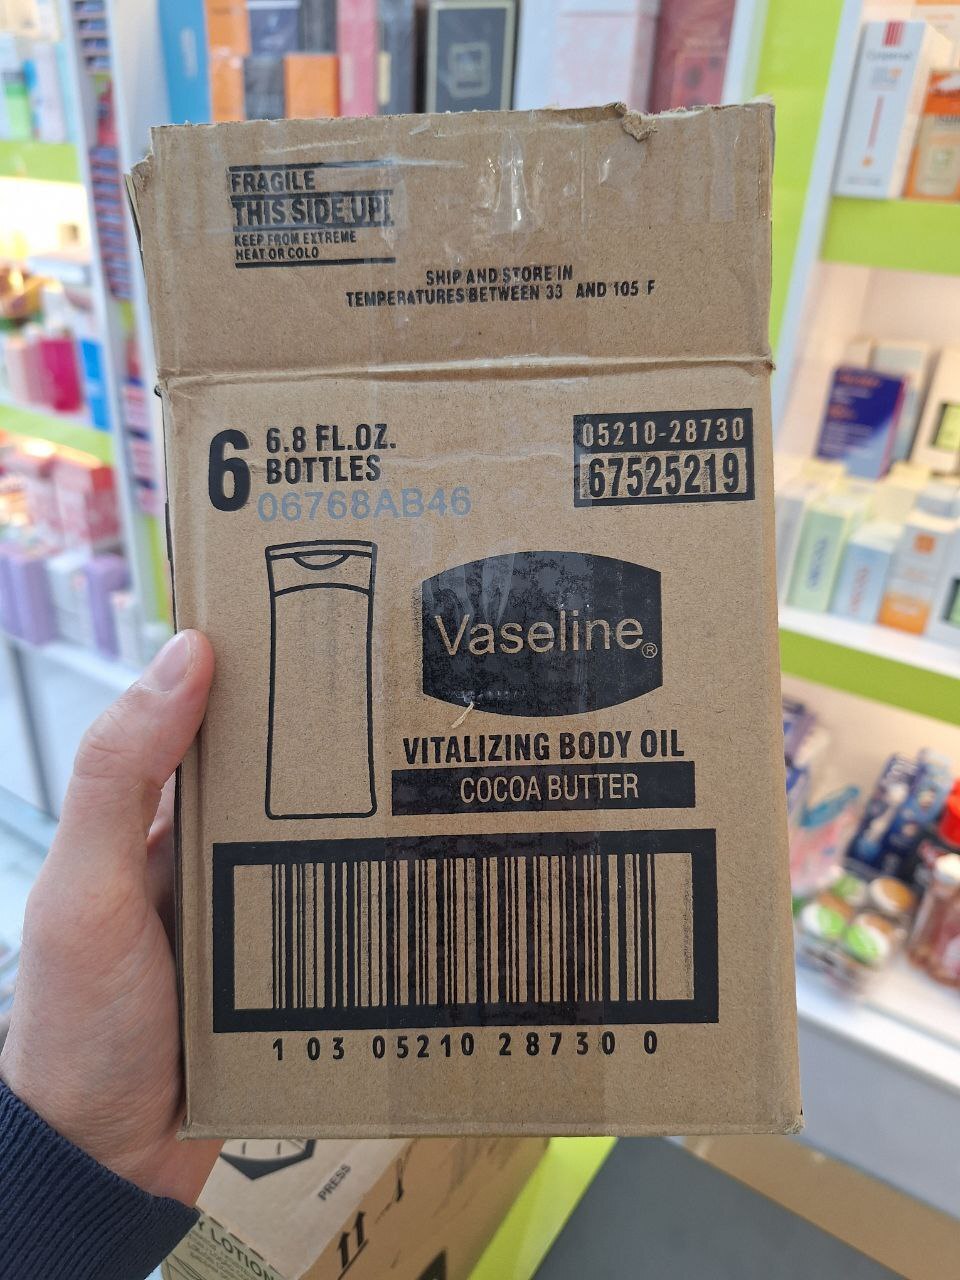 FRAGILE
THIS SIDE UP!
KEEP FROM EXTREME
HEAT OR COLD
SHIP AND STORE IN
TEMPERATURES BETWEEN 33 AND 105 F
6
6.8 FL.OZ.
BOTTLES
06768AB46
05210-28730
67525219
Vaseline®
VITALIZING BODY OIL
COCOA BUTTER
1 03 05210 28730 0
PRESS
LOTION